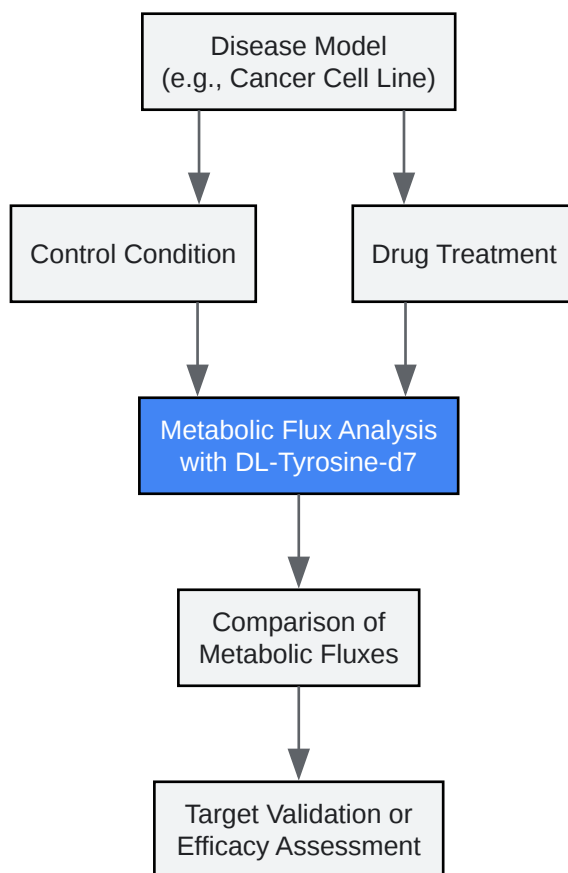 Disease Model
(e.g., Cancer Cell Line)
Control Condition
Drug Treatment
Metabolic Flux Analysis
with DL-Tyrosine-d7
Comparison of
Metabolic Fluxes
Target Validation or
Efficacy Assessment